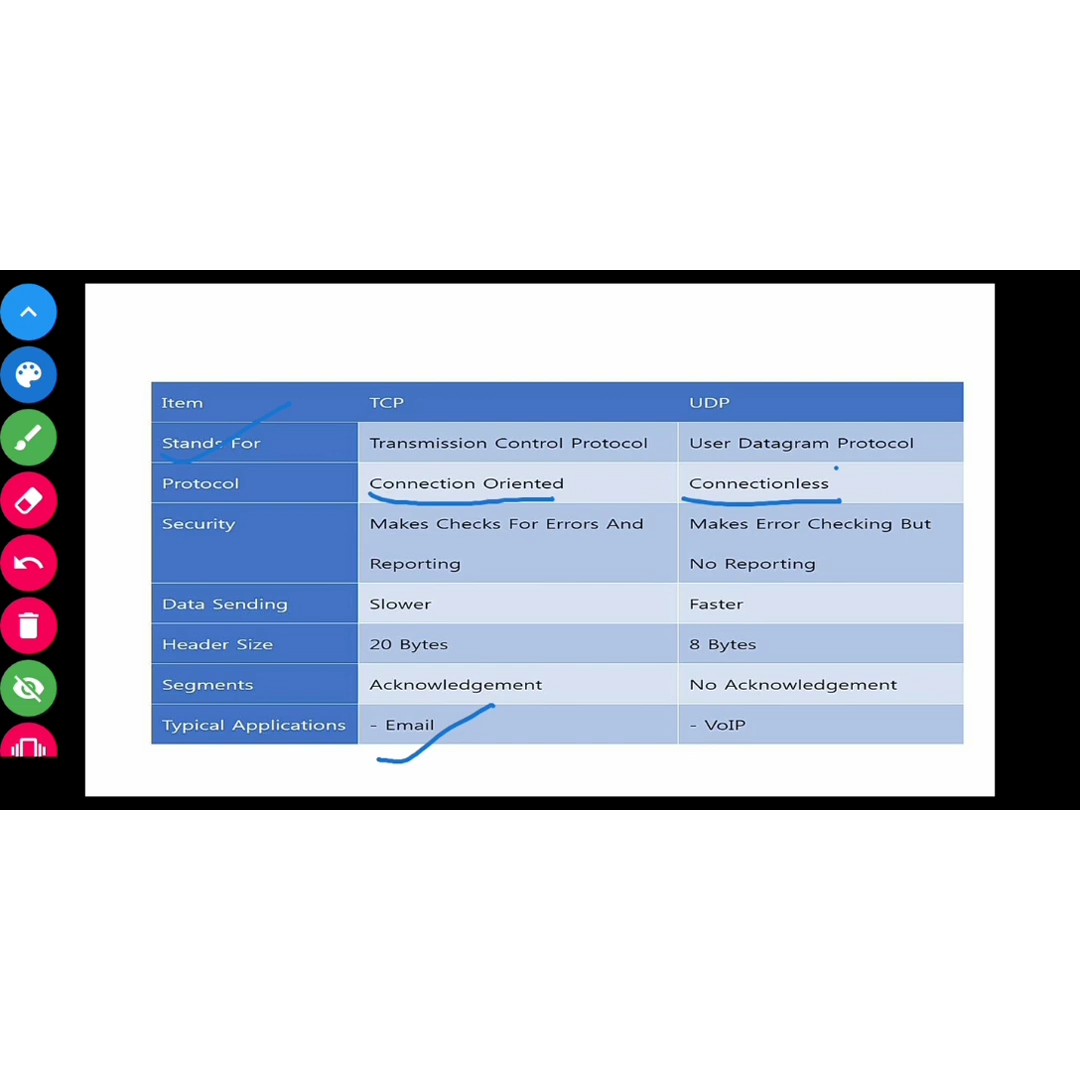 Item TCP UDP
Stands For Transmission Control Protocol User Datagram Protocol
Protocol Connection Oriented Connectionless
Security Makes Checks For Errors And Makes Error Checking But
Reporting No Reporting
Data Sending Slower Faster
Header Size 20 Bytes 8 Bytes
Segments Acknowledgement No Acknowledgement
Typical Applications - Email - VoIP